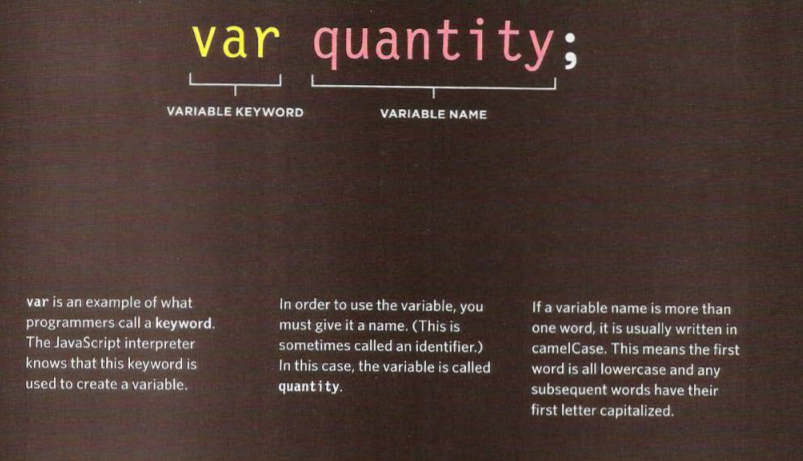 var quantity;
VARIABLE KEYWORD
VARIABLE NAME
var is an example of what
programmers call a keyword.
The JavaScript interpreter
knows that this keyword is
used to create a variable.
In order to use the variable, you
must give it a name. (This is
sometimes called an identifier.)
In this case, the variable is called
quantity.
If a variable name is more than
one word, it is usually written in
camelCase. This means the first
word is all lowercase and any
subsequent words have their
first letter capitalized.